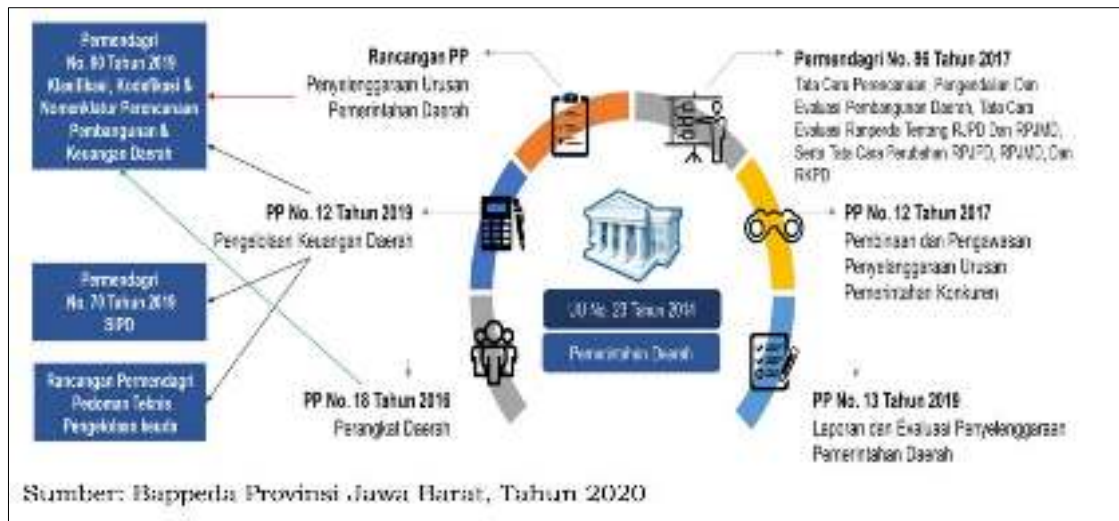 Permendagri
No. 90 Tahun 2019
Klasifikasi, Kodefikasi &
Nomenklatur Perencanaan
Pembangunan &
Keuangan Daerah
Permendagri
No. 70 Tahun 2019
SIPD
Rancangan Permendagri
Pedoman Teknis
Pengelolaan keuda
Rancangan PP
Penyelenggaraan Urusan
Pemerintahan Daerah
PP No. 12 Tahun 2019
Pengelolaan Keuangan Daerah
PP No. 18 Tahun 2016
Perangkat Daerah
UU No. 23 Tahun 2014
Pemerintahan Daerah
Permendagri No. 86 Tahun 2017
Tata Cara Perencanaan, Pengendalian Dan
Evaluasi Pembangunan Daerah, Tata Cara
Evaluasi Ranperda Tentang RJPD Dan RPJMD,
Serta Tata Cara Perubahan RPJPD, RPJMD, Dan
RKPD
PP No. 12 Tahun 2017
Pembinaan dan Pengawasan
Penyelenggaraan Urusan
Pemerintahan Konkuren
PP No. 13 Tahun 2019
Laporan dan Evaluasi Penyelenggaraan
Pemerintahan Daerah
Sumber: Bappeda Provinsi Jawa Barat, Tahun 2020